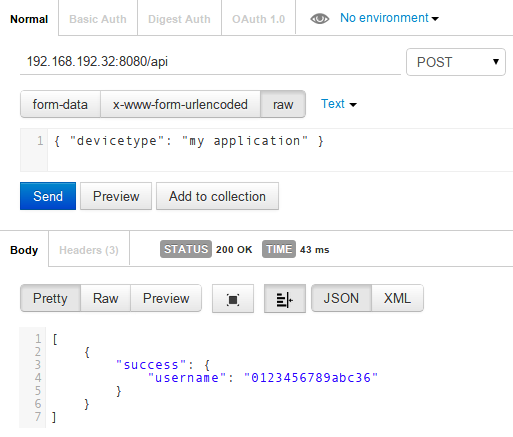 Normal Basic Auth Digest Auth OAuth 1.0 No environment
192.168.192.32:8080/api POST
form-data x-www-form-urlencoded raw Text
1 { "devicetype": "my application" }
Send Preview Add to collection
Body Headers (3) STATUS 200 OK TIME 43 ms
Pretty Raw Preview JSON XML
1 [
2 {
3 "success": {
4 "username": "0123456789abc36"
5 }
6 }
7 ]